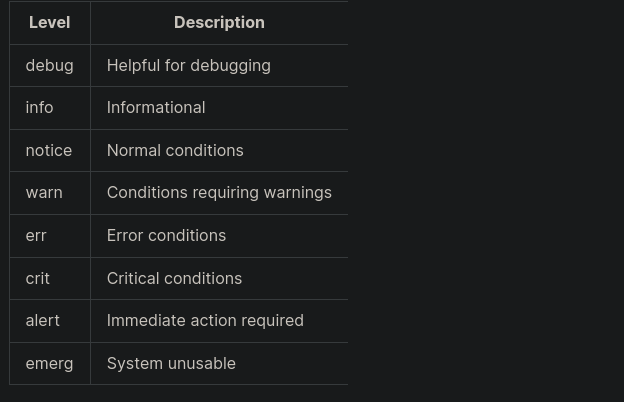 Level Description
debug Helpful for debugging
info Informational
notice Normal conditions
warn Conditions requiring warnings
err Error conditions
crit Critical conditions
alert Immediate action required
emerg System unusable